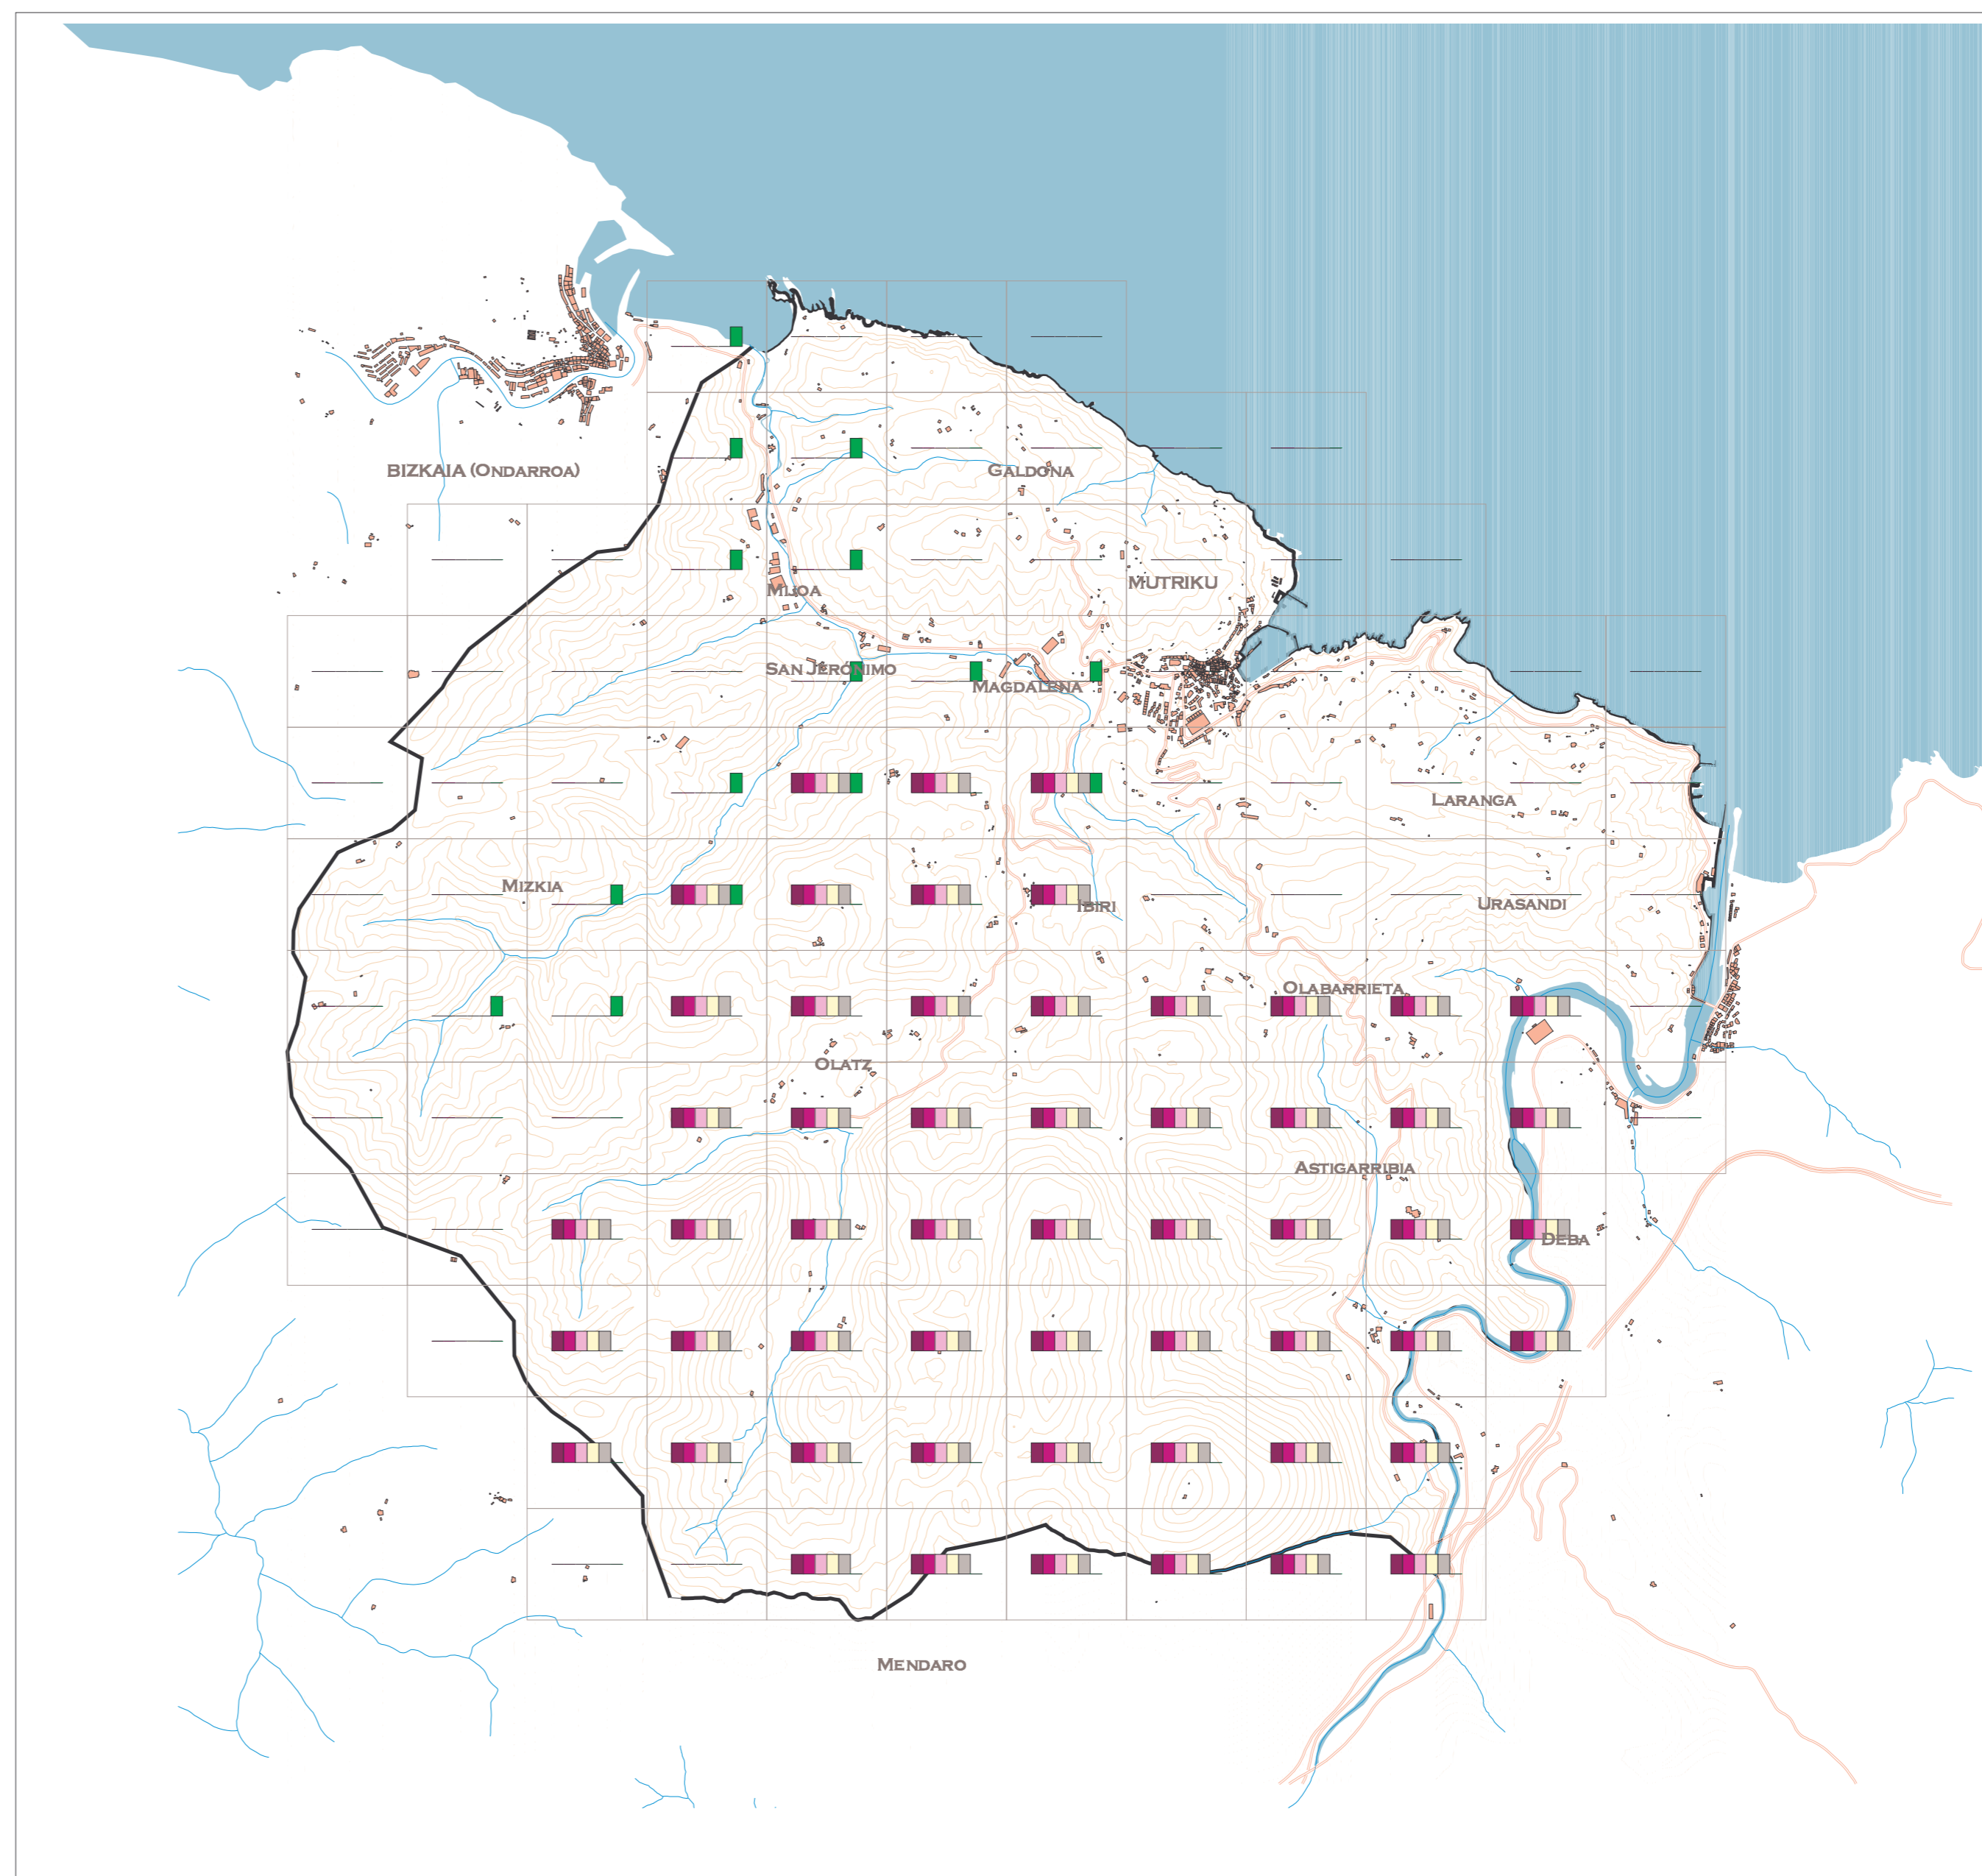 BIZKAIA (ONDARROA)
GALDONA
MUTRIKU
MIJOA
SAN JERÓNIMO
MAGDALENA
LARANGA
MIZKIA
IBIRI
URASANDI
OLABARRIETA
OLATZ
ASTIGARRIBIA
DEBA
MENDARO